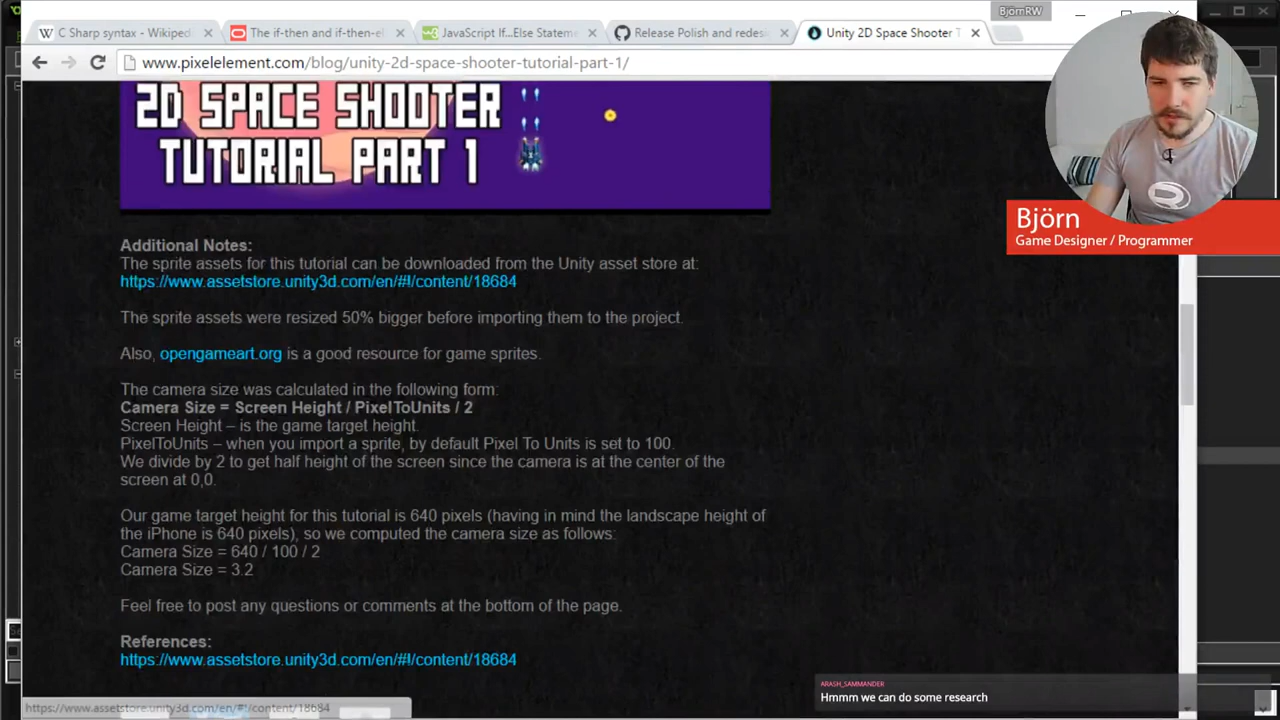 BjörnRW
C Sharp syntax - Wikiped
The if-then and if-then-el
JavaScript If...Else Stateme
Release Polish and redes
Unity 2D Space Shooter T
www.pixelelement.com/blog/unity-2d-space-shooter-tutorial-part-1/
2D SPACE SHOOTER
TUTORIAL PART 1
Björn
Game Designer / Programmer
Additional Notes:
The sprite assets for this tutorial can be downloaded from the Unity asset store at:
https://www.assetstore.unity3d.com/en/#!/content/18684
The sprite assets were resized 50% bigger before importing them to the project.
Also, opengameart.org is a good resource for game sprites.
The camera size was calculated in the following form:
Camera Size = Screen Height / PixelToUnits / 2
Screen Height – is the game target height.
PixelToUnits – when you import a sprite, by default Pixel To Units is set to 100.
We divide by 2 to get half height of the screen since the camera is at the center of the
screen at 0,0.
Our game target height for this tutorial is 640 pixels (having in mind the landscape height of
the iPhone is 640 pixels), so we computed the camera size as follows:
Camera Size = 640 / 100 / 2
Camera Size = 3.2
Feel free to post any questions or comments at the bottom of the page.
References:
https://www.assetstore.unity3d.com/en/#!/content/18684
ARASH_SAMMANDER
Hmmm we can do some research
https://www.assetstore.unity3d.com/en/#!/content/18684